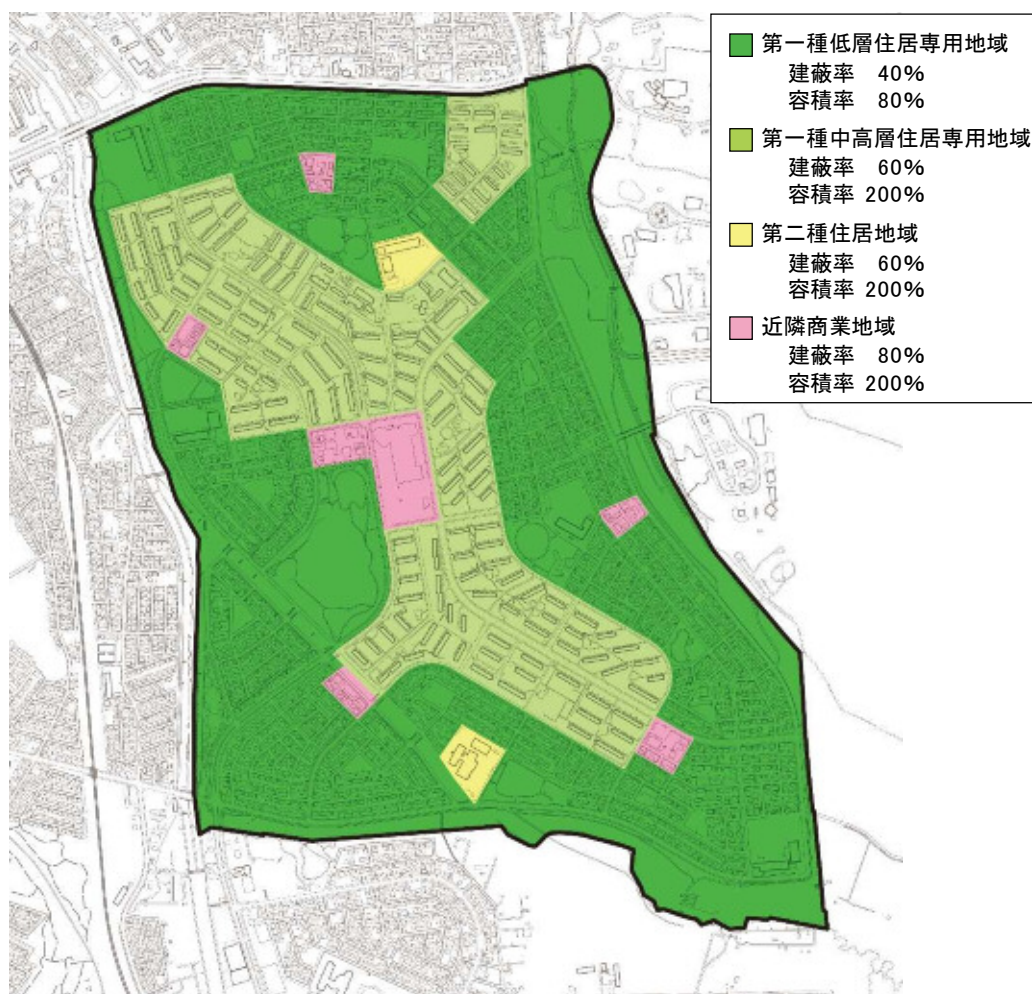 第一種低層住居専用地域
建蔽率 40%
容積率 80%
第一種中高層住居専用地域
建蔽率 60%
容積率 200%
第二種住居地域
建蔽率 60%
容積率 200%
近隣商業地域
建蔽率 80%
容積率 200%